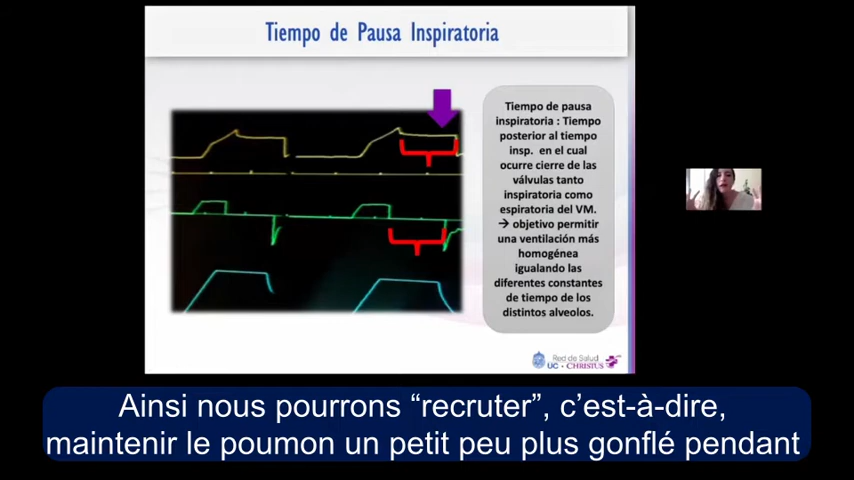 Tiempo de Pausa Inspiratoria
Tiempo de pausa
inspiratoria : Tiempo
posterior al tiempo
insp. en el cual
ocurre cierre de las
válvulas tanto
inspiratoria como
espiratoria del VM.
→ objetivo permitir
una ventilación más
homogénea
igualando las
diferentes constantes
de tiempo de los
distintos alveolos.
Red de Salud
UC · CHRISTUS
Ainsi nous pourrons “recruter”, c’est-à-dire,
maintenir le poumon un petit peu plus gonflé pendant